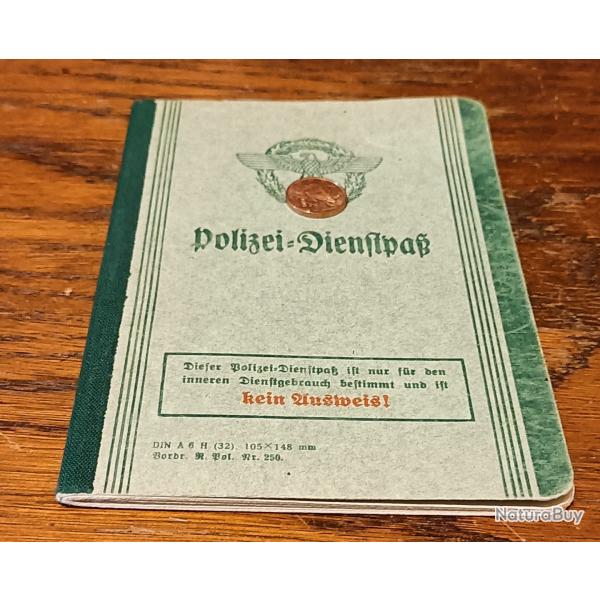 Polizei-Dienstpaß
Dieser Polizei-Dienstpaß ist nur für den
inneren Dienstgebrauch bestimmt und ist
kein Ausweis!
DIN A 6 H (32). 105×148 mm
Vordr. R. Pol. Nr. 250.
NaturaBuy